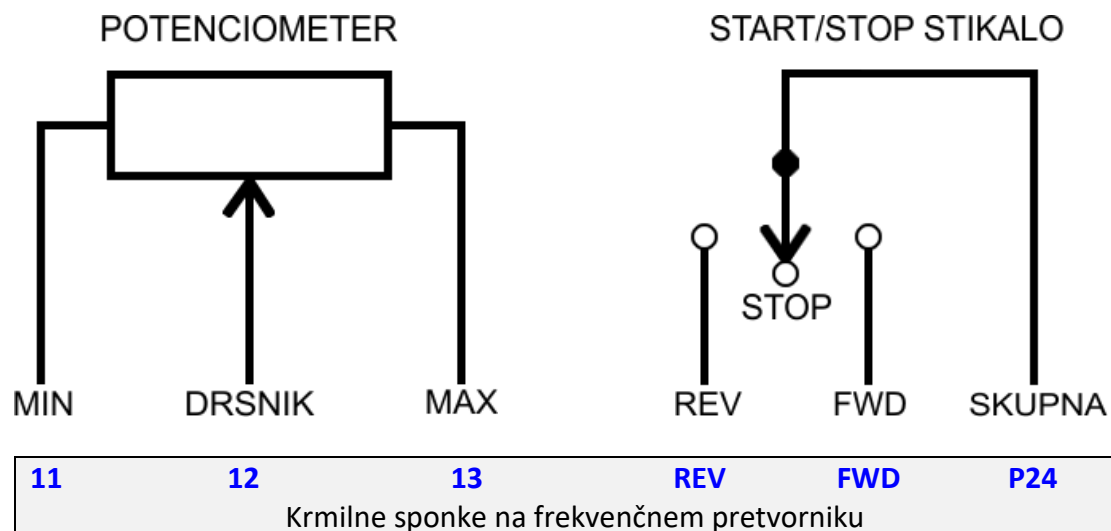 POTENCIOMETER
START/STOP STIKALO
STOP
MIN DRSNIK MAX REV FWD SKUPNA
11 12 13 REV FWD P24
Krmilne sponke na frekvenčnem pretvorniku